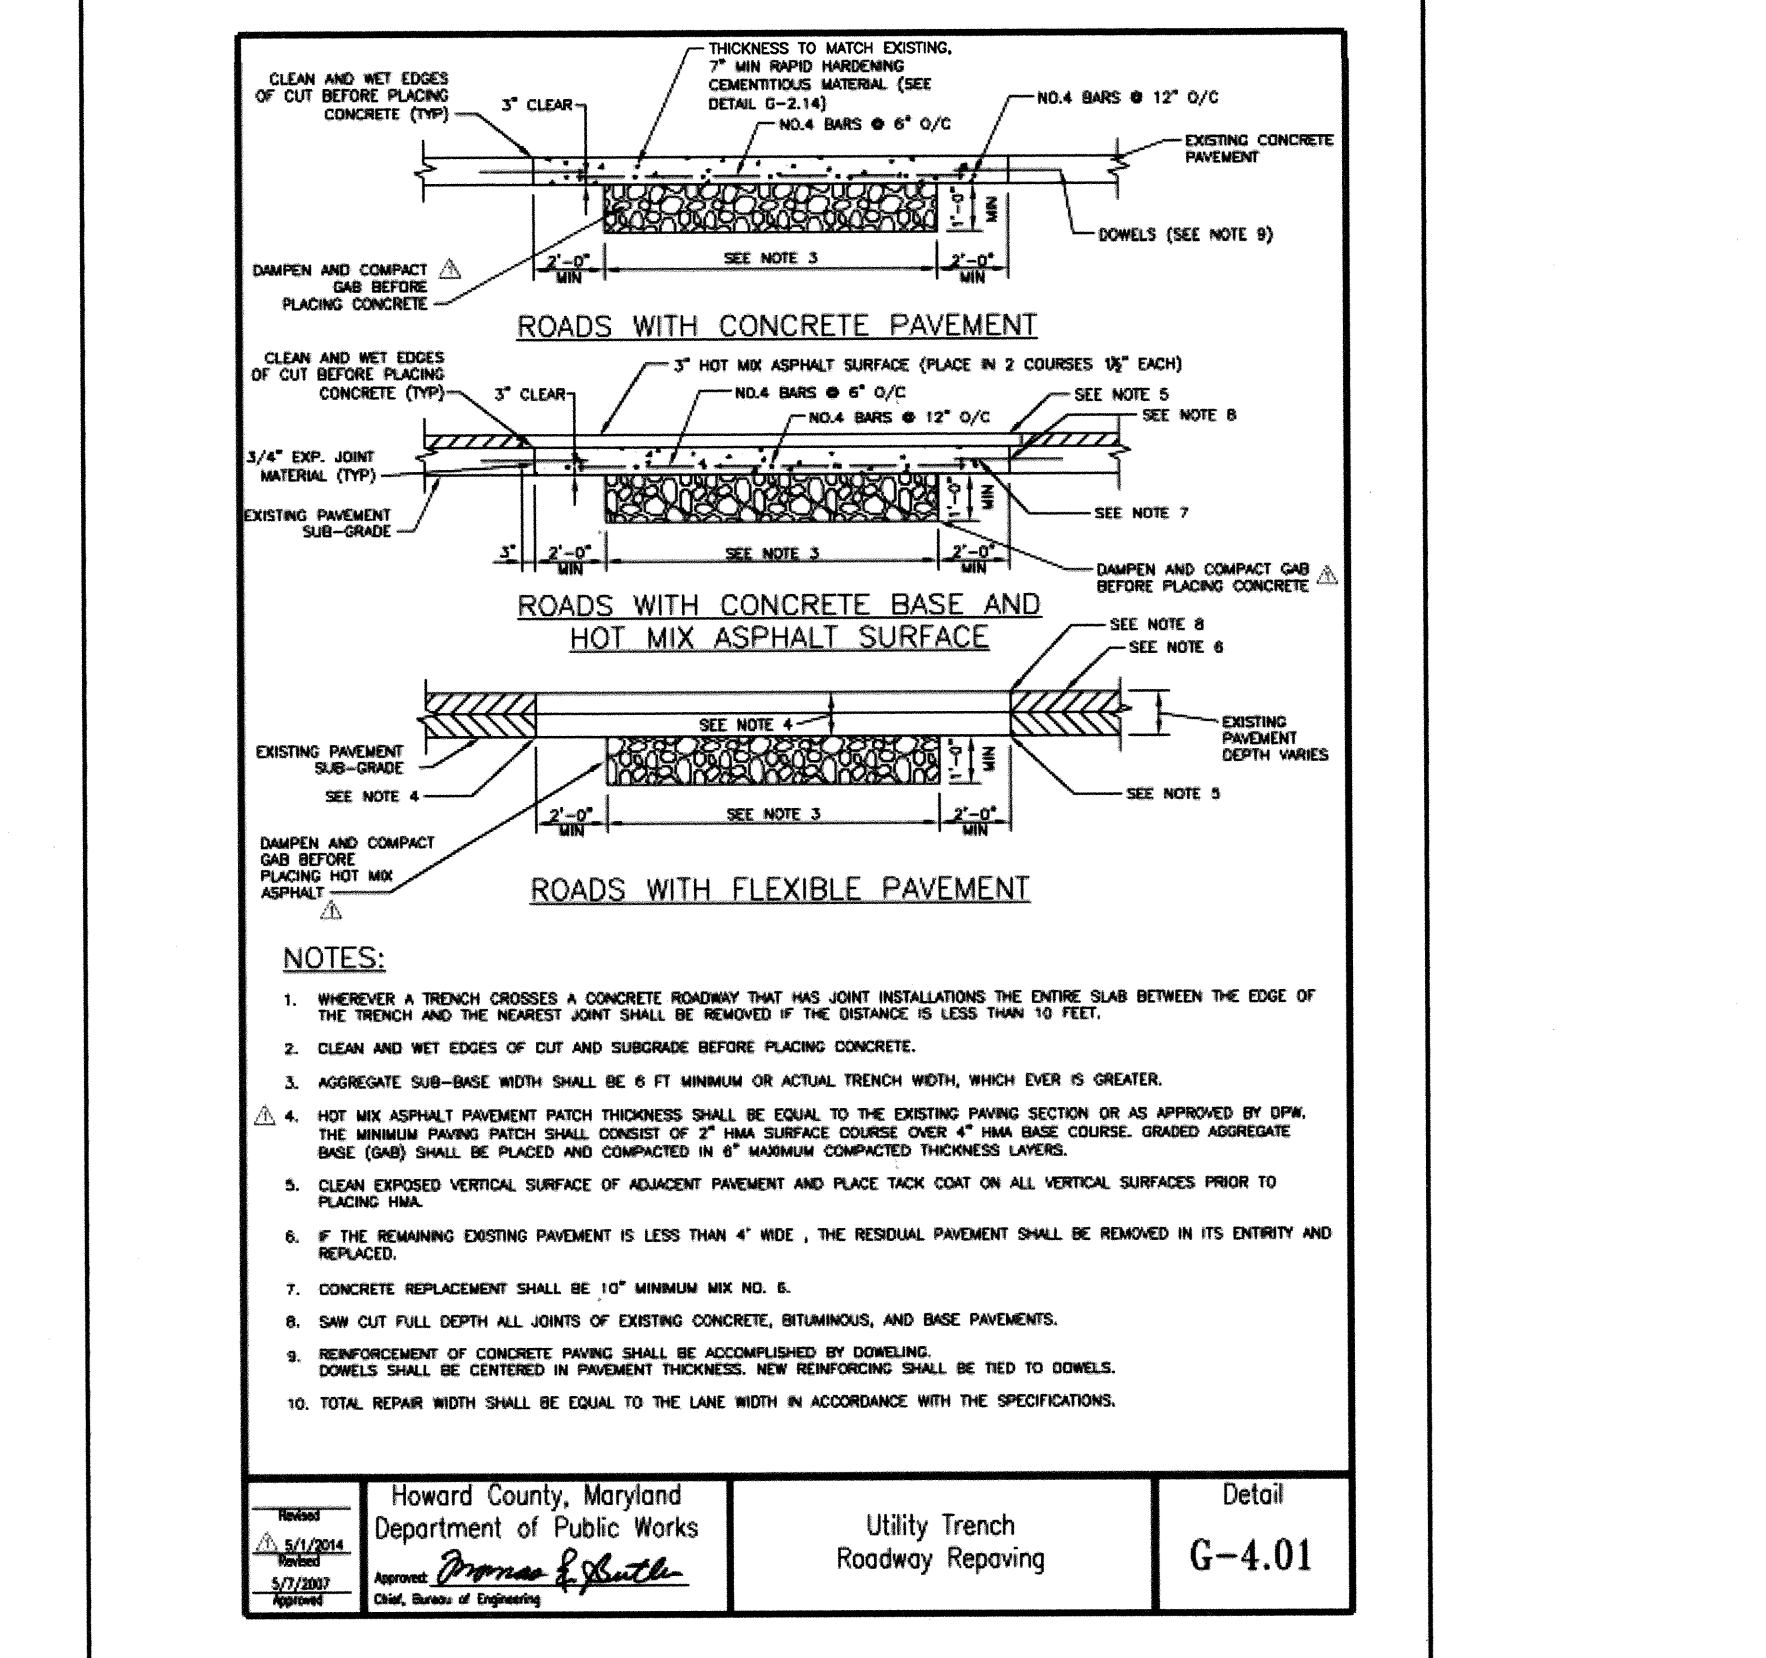 THICKNESS TO MATCH EXISTING,
7" MIN RAPID HARDENING
CEMENTITIOUS MATERIAL (SEE
DETAIL G-2.14)
CLEAN AND WET EDGES
OF CUT BEFORE PLACING
CONCRETE (TYP)
3" CLEAR
NO.4 BARS @ 6" O/C
NO.4 BARS @ 12" O/C
EXISTING CONCRETE
PAVEMENT
1'-0"
MIN
DOWELS (SEE NOTE 9)
DAMPEN AND COMPACT
GAB BEFORE
PLACING CONCRETE
1
2'-0"
MIN
SEE NOTE 3
2'-0"
MIN
ROADS WITH CONCRETE PAVEMENT
CLEAN AND WET EDGES
OF CUT BEFORE PLACING
CONCRETE (TYP)
3" CLEAR
3" HOT MIX ASPHALT SURFACE (PLACE IN 2 COURSES 1½" EACH)
NO.4 BARS @ 6" O/C
NO.4 BARS @ 12" O/C
SEE NOTE 5
SEE NOTE 8
3/4" EXP. JOINT
MATERIAL (TYP)
EXISTING PAVEMENT
SUB-GRADE
1'-0"
MIN
SEE NOTE 7
3"
2'-0"
MIN
SEE NOTE 3
2'-0"
MIN
DAMPEN AND COMPACT GAB
BEFORE PLACING CONCRETE
1
ROADS WITH CONCRETE BASE AND
HOT MIX ASPHALT SURFACE
SEE NOTE 8
SEE NOTE 6
SEE NOTE 4
EXISTING
PAVEMENT
DEPTH VARIES
EXISTING PAVEMENT
SUB-GRADE
SEE NOTE 4
1'-0"
MIN
SEE NOTE 5
2'-0"
MIN
SEE NOTE 3
2'-0"
MIN
DAMPEN AND COMPACT
GAB BEFORE
PLACING HOT MIX
ASPHALT
1
ROADS WITH FLEXIBLE PAVEMENT
NOTES:
1. WHEREVER A TRENCH CROSSES A CONCRETE ROADWAY THAT HAS JOINT INSTALLATIONS THE ENTIRE SLAB BETWEEN THE EDGE OF
THE TRENCH AND THE NEAREST JOINT SHALL BE REMOVED IF THE DISTANCE IS LESS THAN 10 FEET.
2. CLEAN AND WET EDGES OF CUT AND SUBGRADE BEFORE PLACING CONCRETE.
3. AGGREGATE SUB-BASE WIDTH SHALL BE 6 FT MINIMUM OR ACTUAL TRENCH WIDTH, WHICH EVER IS GREATER.
1 4. HOT MIX ASPHALT PAVEMENT PATCH THICKNESS SHALL BE EQUAL TO THE EXISTING PAVING SECTION OR AS APPROVED BY DPW.
THE MINIMUM PAVING PATCH SHALL CONSIST OF 2" HMA SURFACE COURSE OVER 4" HMA BASE COURSE. GRADED AGGREGATE
BASE (GAB) SHALL BE PLACED AND COMPACTED IN 6" MAXIMUM COMPACTED THICKNESS LAYERS.
5. CLEAN EXPOSED VERTICAL SURFACE OF ADJACENT PAVEMENT AND PLACE TACK COAT ON ALL VERTICAL SURFACES PRIOR TO
PLACING HMA.
6. IF THE REMAINING EXISTING PAVEMENT IS LESS THAN 4' WIDE , THE RESIDUAL PAVEMENT SHALL BE REMOVED IN ITS ENTIRITY AND
REPLACED.
7. CONCRETE REPLACEMENT SHALL BE 10" MINIMUM MIX NO. 6.
8. SAW CUT FULL DEPTH ALL JOINTS OF EXISTING CONCRETE, BITUMINOUS, AND BASE PAVEMENTS.
9. REINFORCEMENT OF CONCRETE PAVING SHALL BE ACCOMPLISHED BY DOWELING.
DOWELS SHALL BE CENTERED IN PAVEMENT THICKNESS. NEW REINFORCING SHALL BE TIED TO DOWELS.
10. TOTAL REPAIR WIDTH SHALL BE EQUAL TO THE LANE WIDTH IN ACCORDANCE WITH THE SPECIFICATIONS.
Revised
1 5/1/2014
Revised
5/7/2007
Approved
Howard County, Maryland
Department of Public Works
Approved: Thomas E. Butler
Chief, Bureau of Engineering
Utility Trench
Roadway Repaving
Detail
G-4.01